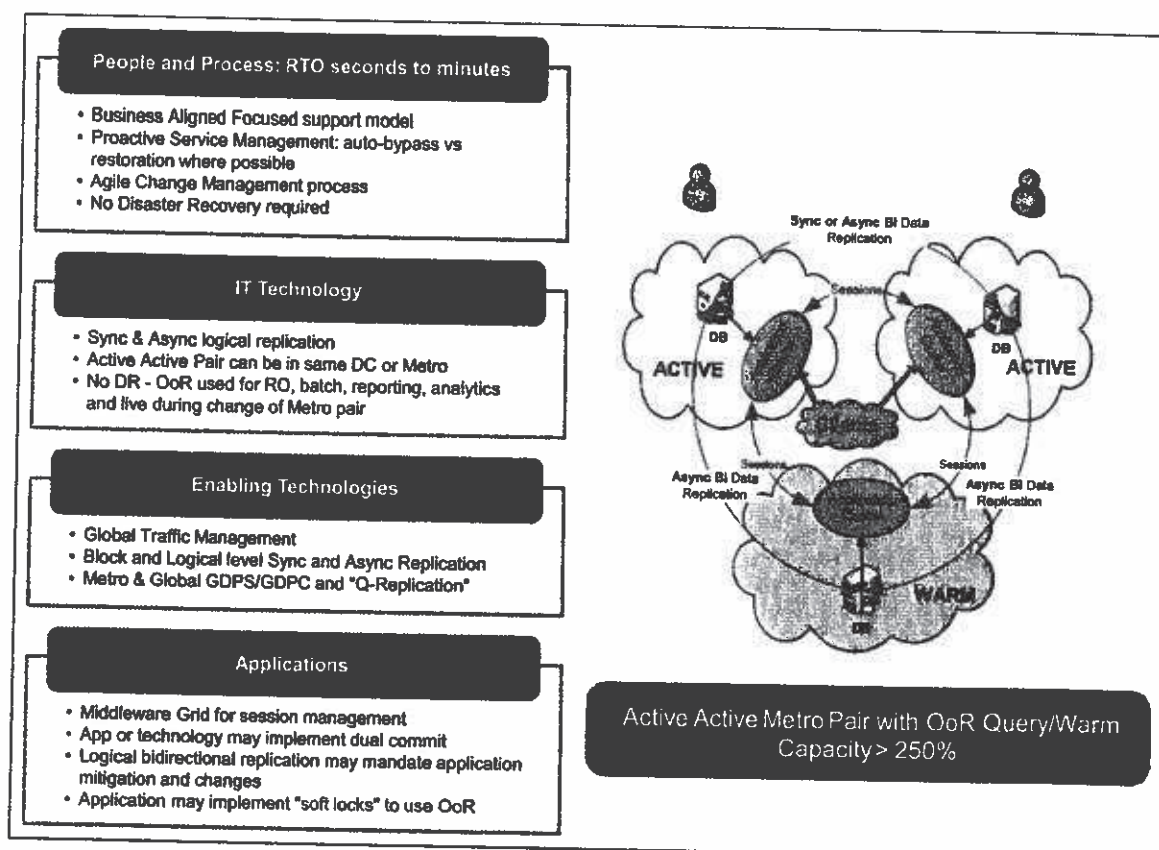 People and Process: RTO seconds to minutes
• Business Aligned Focused support model
• Proactive Service Management: auto-bypass vs
restoration where possible
• Agile Change Management process
• No Disaster Recovery required
IT Technology
• Sync & Async logical replication
• Active Active Pair can be in same DC or Metro
• No DR - OoR used for RO, batch, reporting, analytics
and live during change of Metro pair
Enabling Technologies
• Global Traffic Management
• Block and Logical level Sync and Async Replication
• Metro & Global GDPS/GDPC and "Q-Replication"
Applications
• Middleware Grid for session management
• App or technology may implement dual commit
• Logical bidirectional replication may mandate application
mitigation and changes
• Application may implement "soft locks" to use OoR
Sync or Async BI Data
Replication
Sessions
DB
DB
ACTIVE
ACTIVE
Sessions
Sessions
Async BI Data
Replication
Async BI Data
Replication
WARM
DB
Active Active Metro Pair with OoR Query/Warm
Capacity > 250%